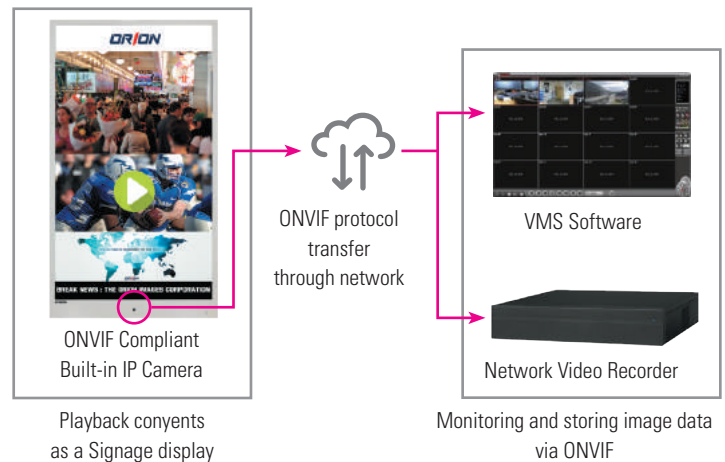 ORION
BREAK NEWS : THE ORION IMAGES CORPORATION
ONVIF Compliant
Built-in IP Camera
Playback conyents
as a Signage display
ONVIF protocol
transfer
through network
VMS Software
Network Video Recorder
Monitoring and storing image data
via ONVIF